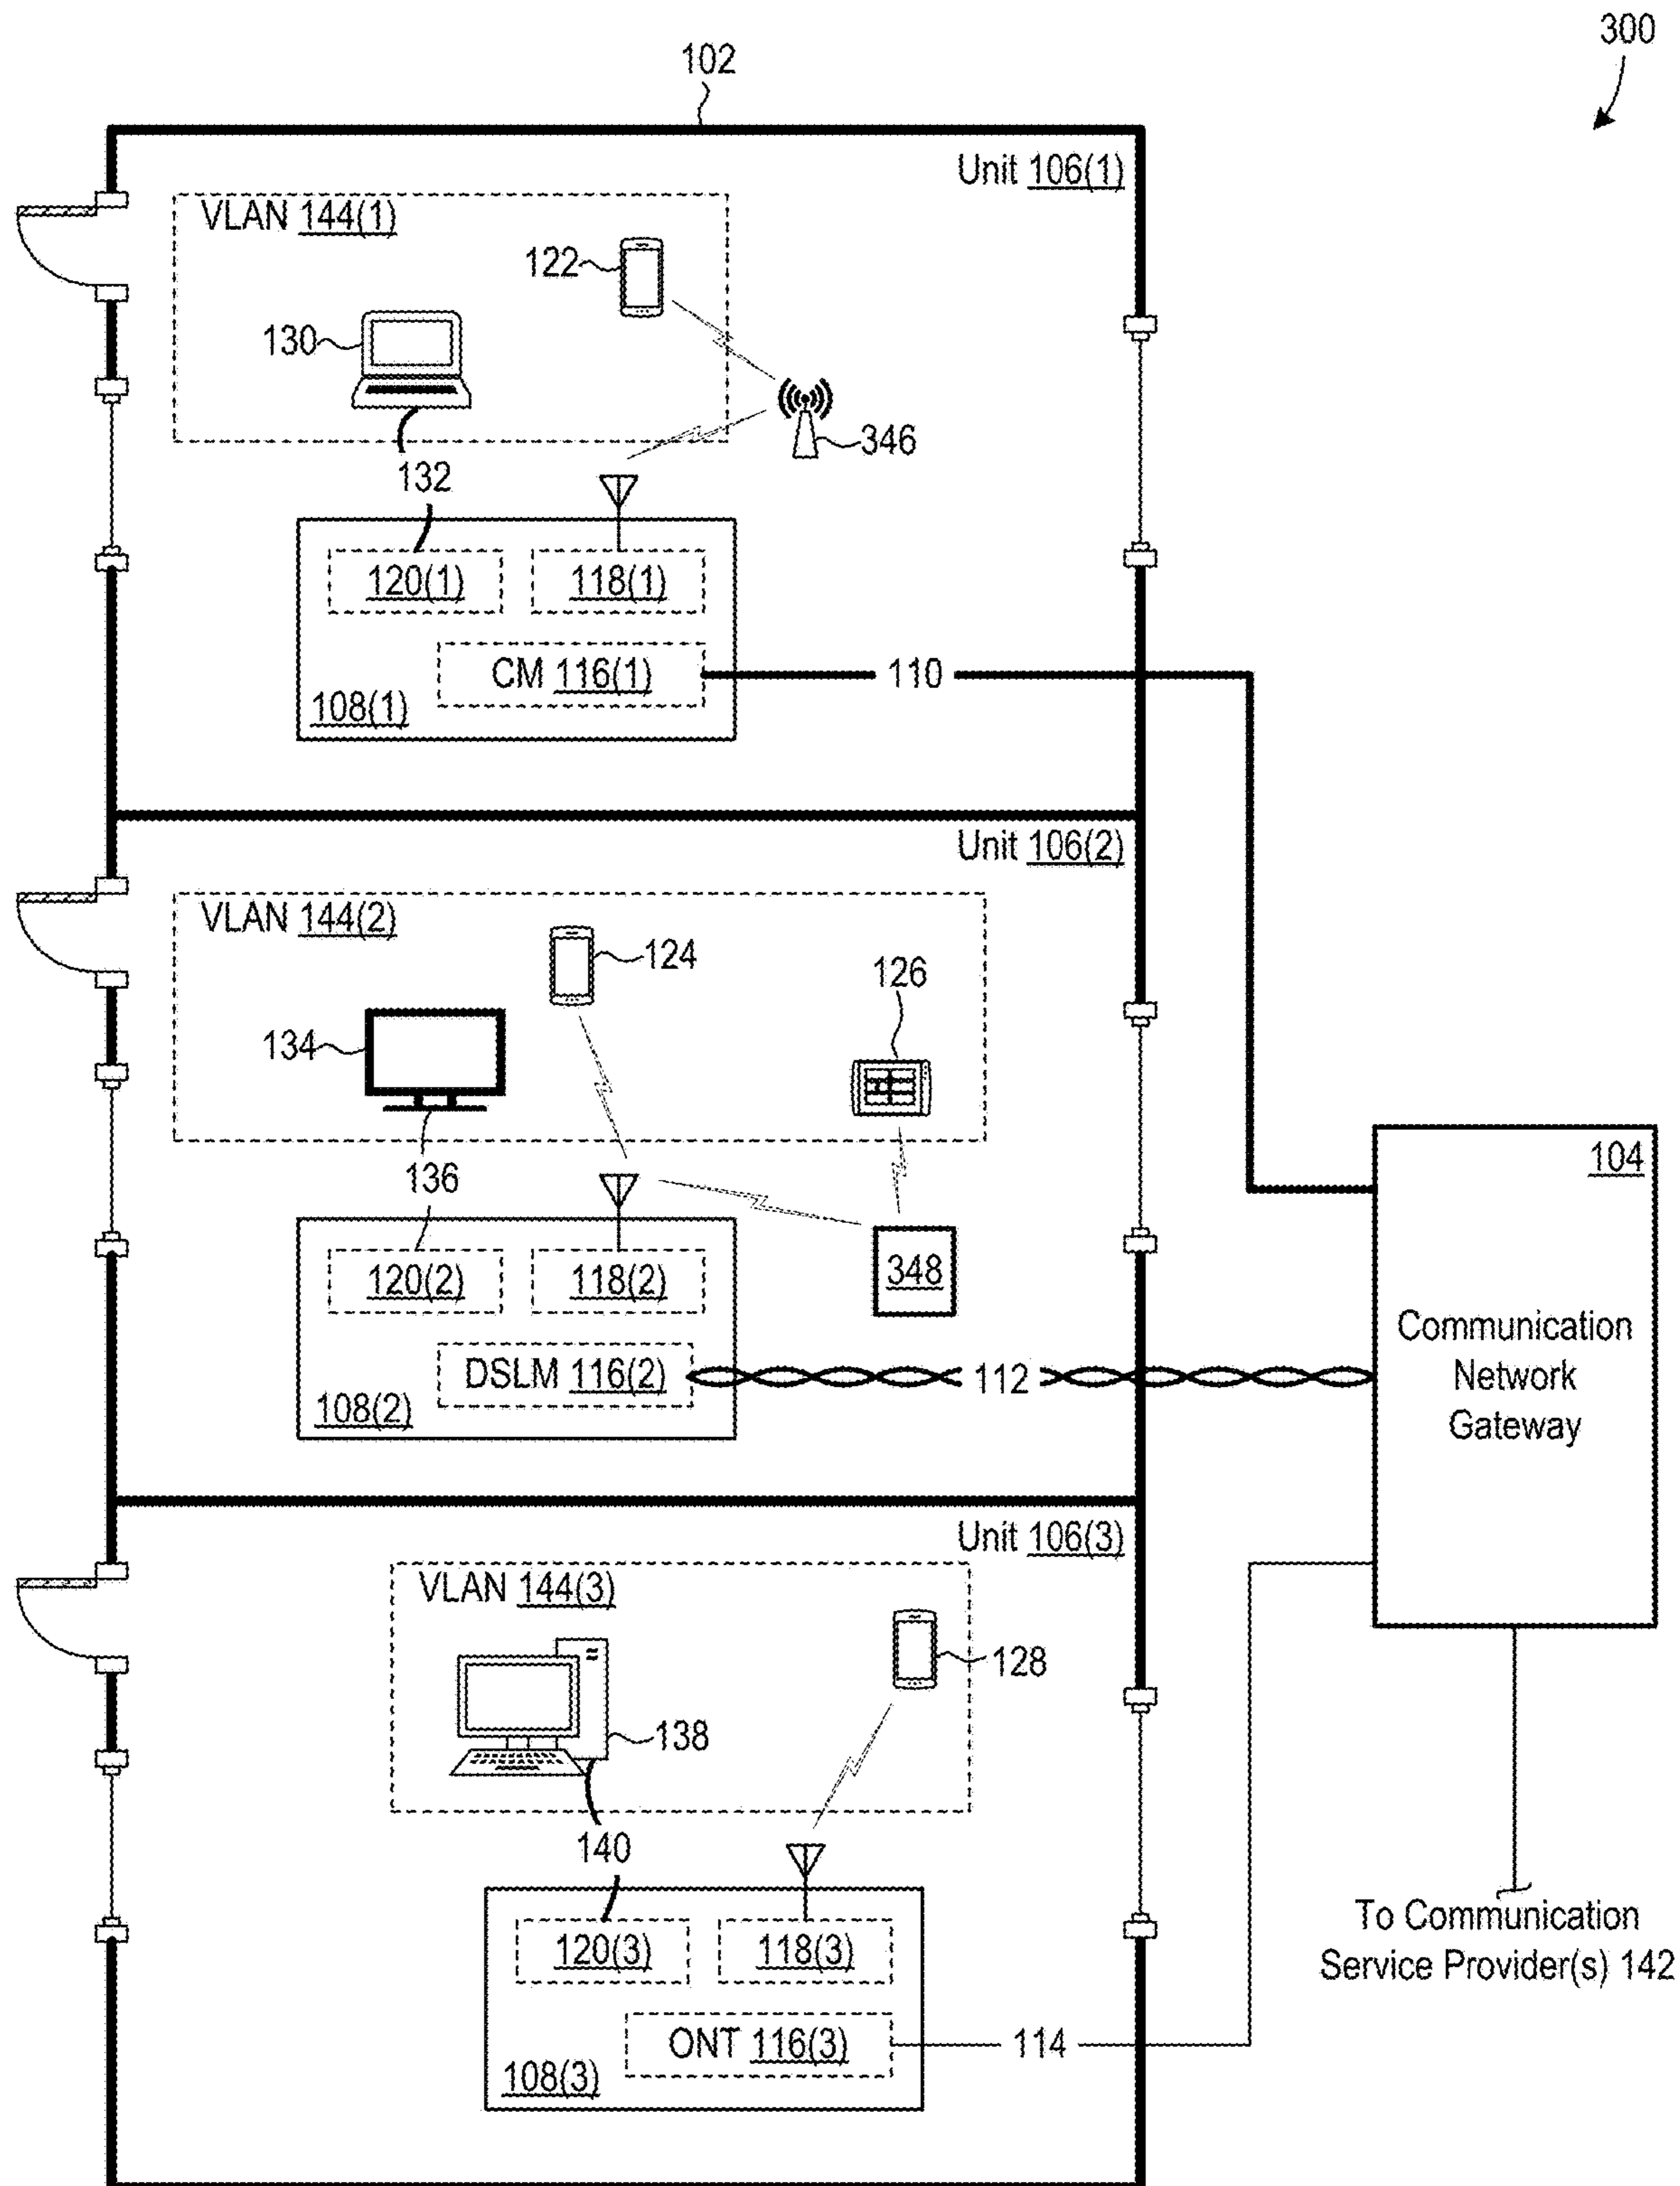 300
102
Unit 106(1)
VLAN 144(1)
122
130
346
132
120(1)
118(1)
CM 116(1)
110
108(1)
Unit 106(2)
VLAN 144(2)
124
126
134
104
136
120(2)
118(2)
348
Communication
Network
Gateway
DSLM 116(2)
112
108(2)
Unit 106(3)
VLAN 144(3)
128
138
140
To Communication
Service Provider(s) 142
120(3)
118(3)
ONT 116(3)
114
108(3)